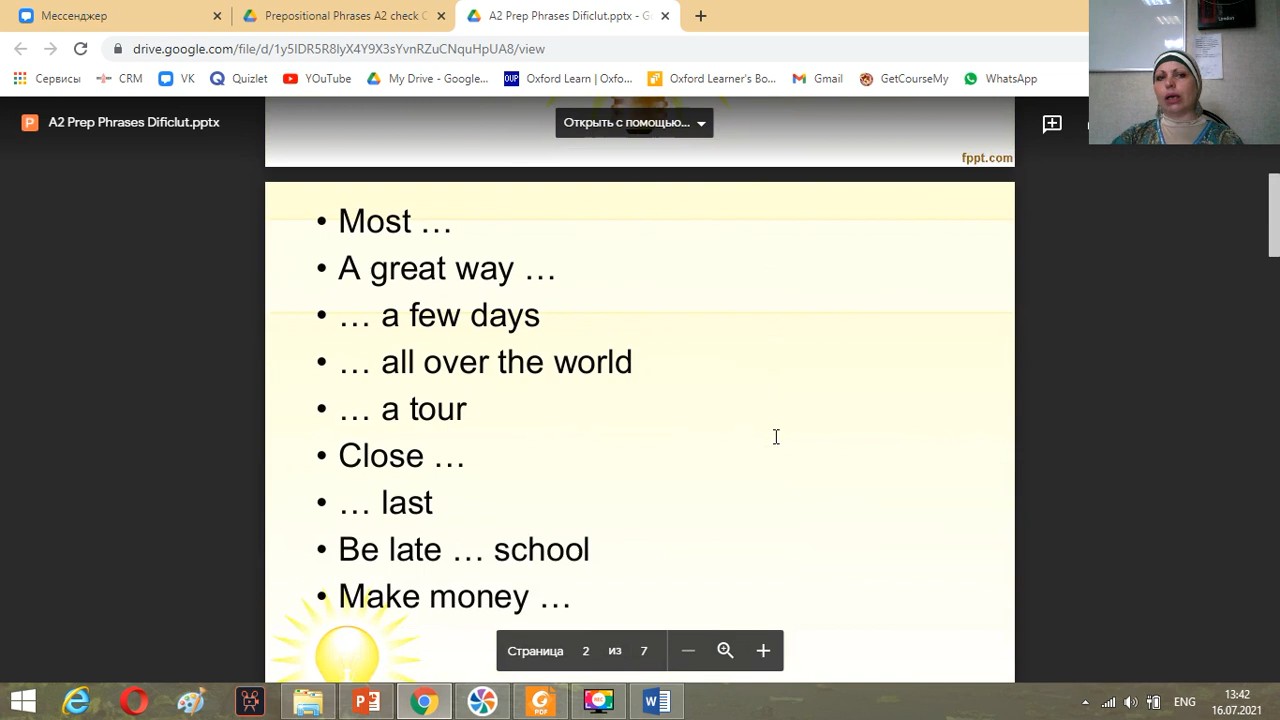 Мессенджер
Prepositional Phrases A2 check C
A2 Prep Phrases Dificlut.pptx - Go
drive.google.com/file/d/1y5IDR5R8lyX4Y9X3sYvnRZuCNquHpUA8/view
Сервисы
CRM
VK
Quizlet
YouTube
My Drive - Google...
OUP
Oxford Learn | Oxfo...
Oxford Learner's Bo...
Gmail
GetCourseMy
WhatsApp
A2 Prep Phrases Dificlut.pptx
Открыть с помощью...
fppt.com
• Most …
• A great way …
• … a few days
• … all over the world
• … a tour
• Close …
• … last
• Be late … school
• Make money …
Страница 2 из 7
PDF
ENG
13:42
16.07.2021